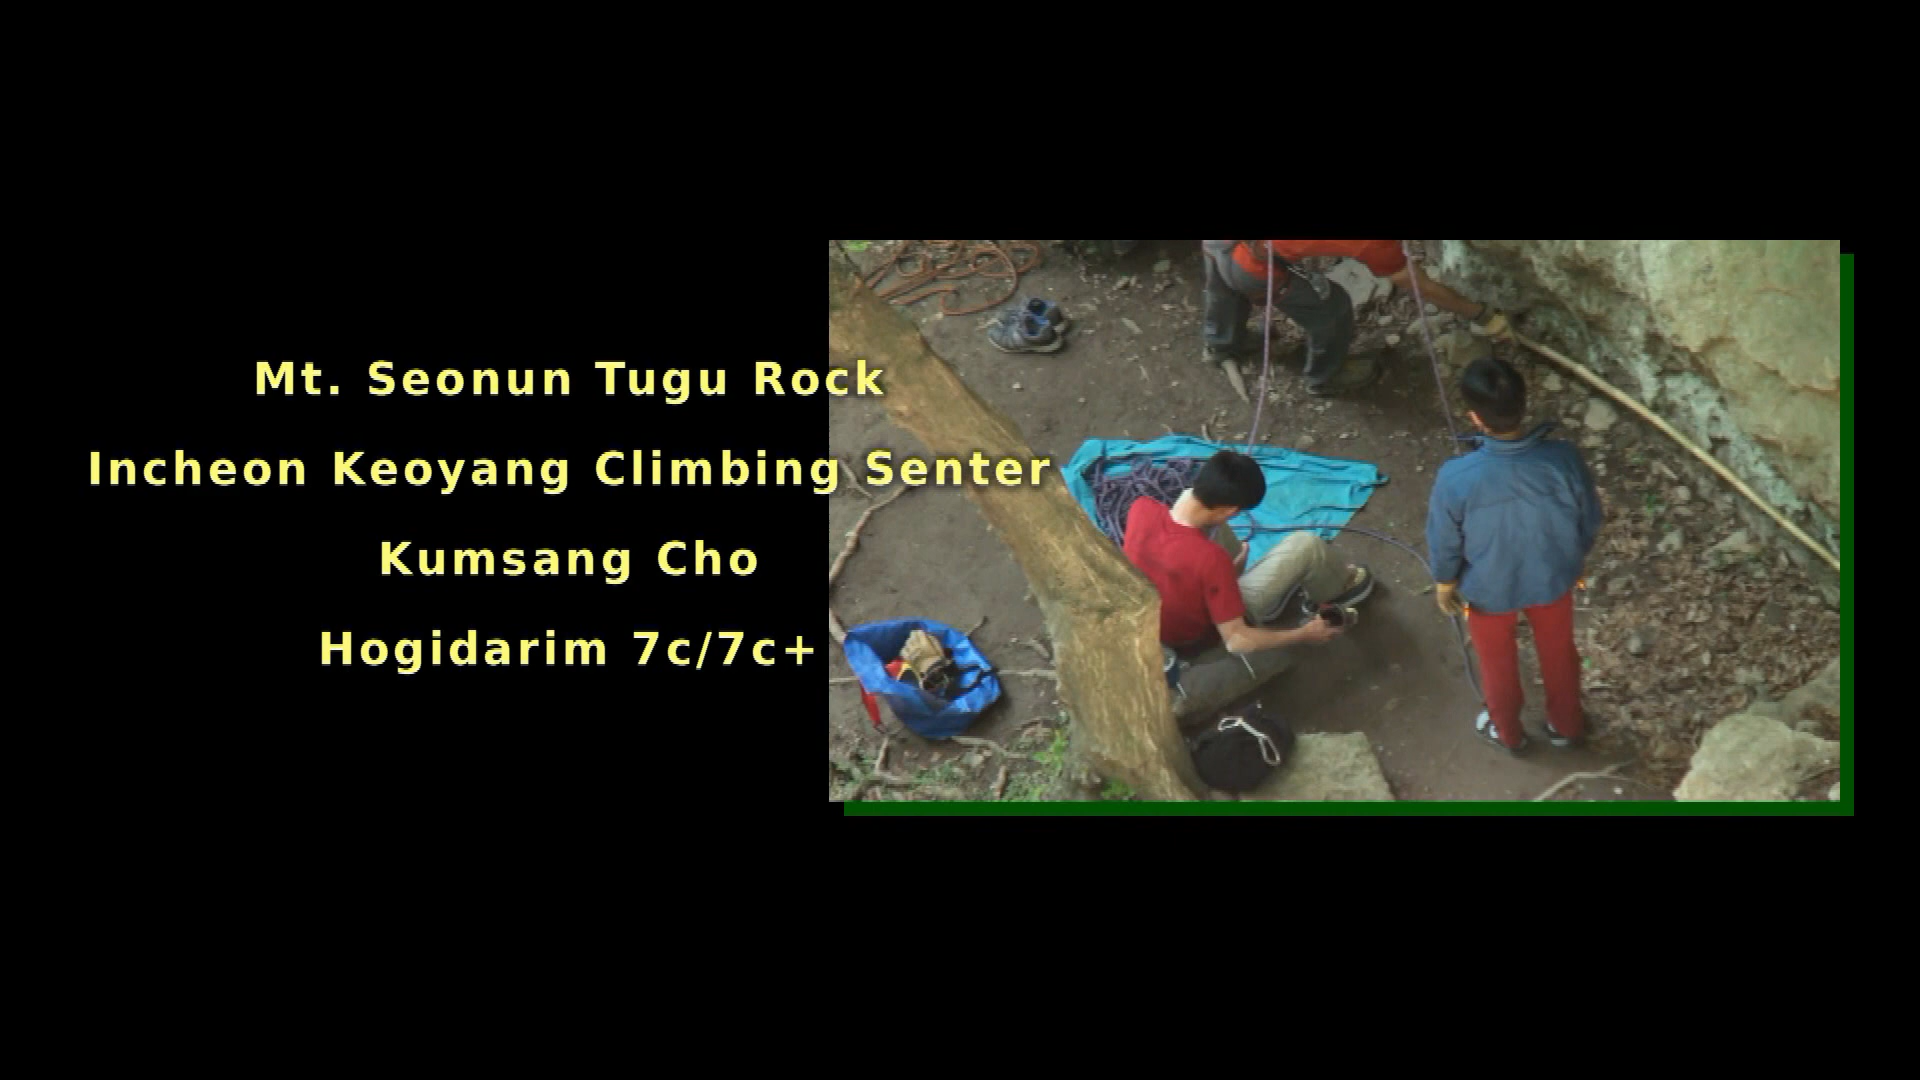 Mt. Seonun Tugu Rock
Incheon Keoyang Climbing Senter
Kumsang Cho
Hogidarim 7c/7c+